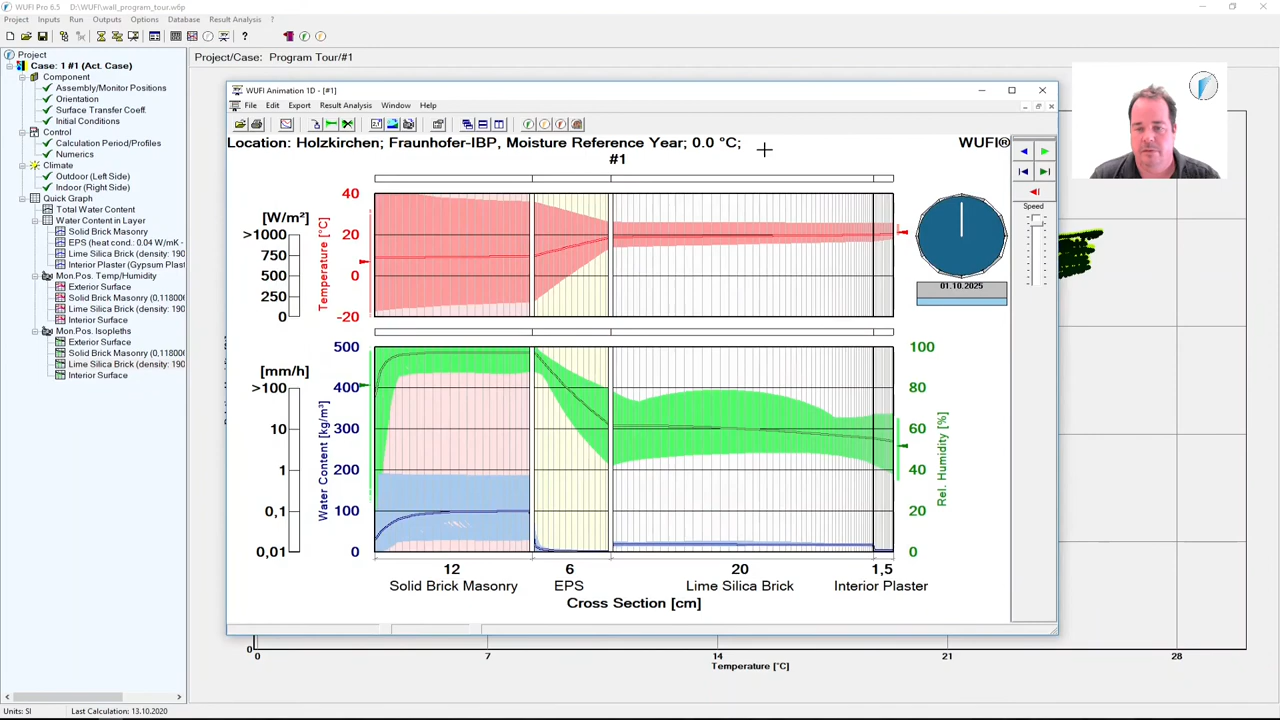 WUFI Pro 6.5 D:\WUFI\wall_program_tour.w6p
Project Inputs Run Outputs Options Database Result Analysis ?
Project
Case: 1 #1 (Act. Case)
Component
Assembly/Monitor Positions
Orientation
Surface Transfer Coeff.
Initial Conditions
Control
Calculation Period/Profiles
Numerics
Climate
Outdoor (Left Side)
Indoor (Right Side)
Quick Graph
Total Water Content
Water Content in Layer
Solid Brick Masonry
EPS (heat cond.: 0.04 W/mK -
Lime Silica Brick (density: 190
Interior Plaster (Gypsum Plast
Mon.Pos. Temp/Humidity
Exterior Surface
Solid Brick Masonry (0,11800
Lime Silica Brick (density: 190
Interior Surface
Mon.Pos. Isopleths
Exterior Surface
Solid Brick Masonry (0,11800
Lime Silica Brick (density: 190
Interior Surface
Project/Case: Program Tour/#1
WUFI Animation 1D - [#1]
File Edit Export Result Analysis Window Help
Location: Holzkirchen; Fraunhofer-IBP, Moisture Reference Year; 0.0 °C;
WUFI®
#1
[W/m²]
>1000
750
500
250
0
Temperature [°C]
40
20
0
-20
[mm/h]
>100
10
1
0,1
0,01
Water Content [kg/m³]
500
400
300
200
100
0
100
80
60
40
20
0
Rel. Humidity [%]
12 6 20 1,5
Solid Brick Masonry EPS Lime Silica Brick Interior Plaster
Cross Section [cm]
Speed
01.10.2025
0
0 7 14 21 28
Temperature [°C]
Units: SI Last Calculation: 13.10.2020